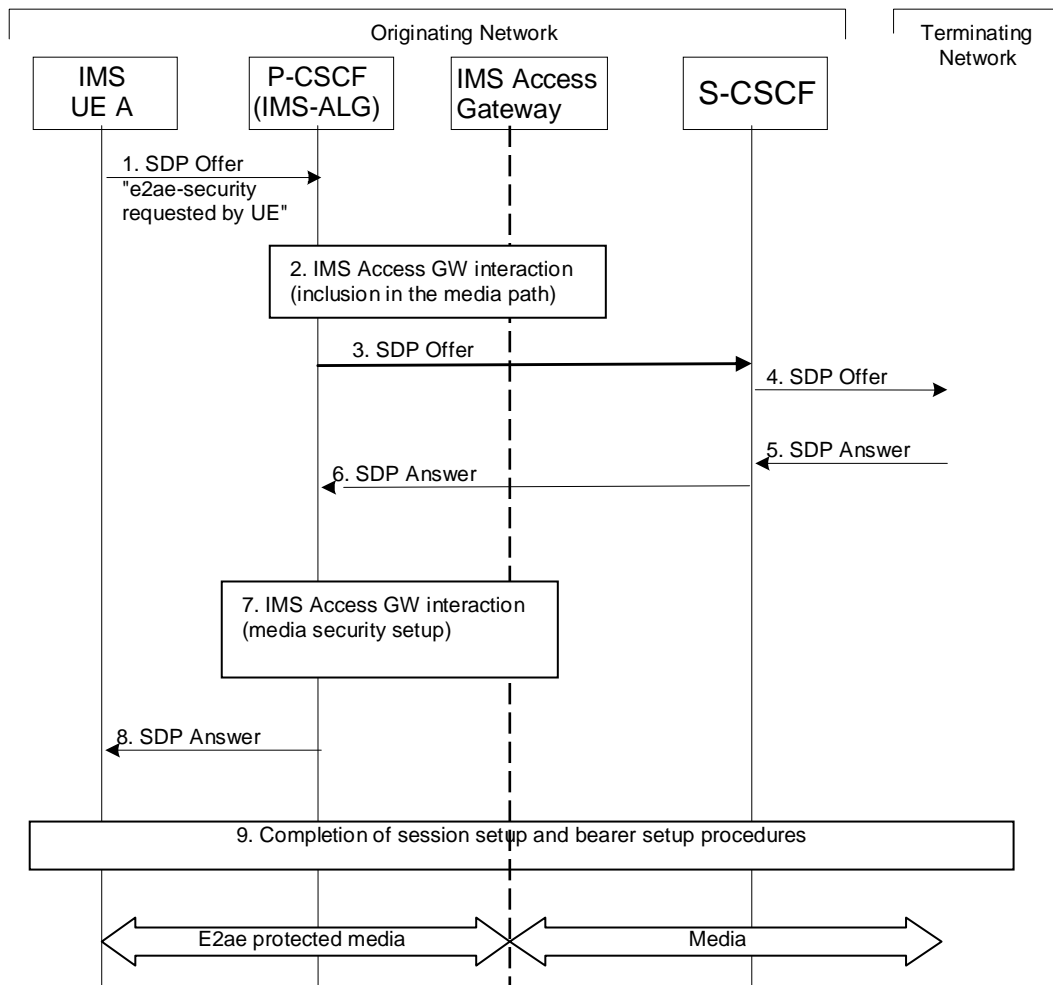 Originating Network
Terminating
Network
IMS
UE A
P-CSCF
(IMS-ALG)
IMS Access
Gateway
S-CSCF
1. SDP Offer
"e2ae-security
requested by UE"
2. IMS Access GW interaction
(inclusion in the media path)
3. SDP Offer
4. SDP Offer
5. SDP Answer
6. SDP Answer
7. IMS Access GW interaction
(media security setup)
8. SDP Answer
9. Completion of session setup and bearer setup procedures
E2ae protected media
Media